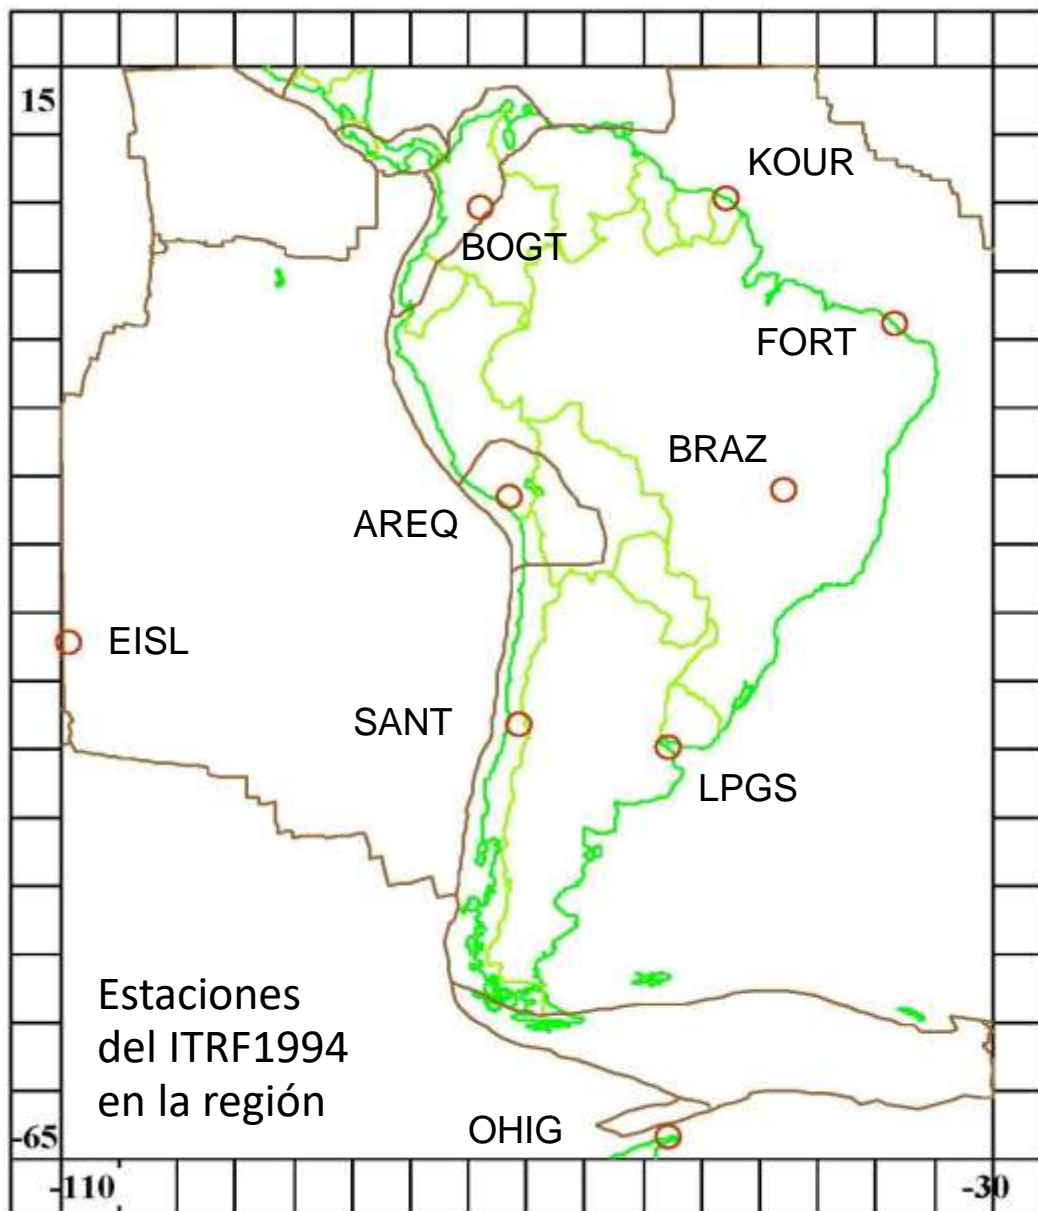 15
KOUR
BOGT
FORT
BRAZ
AREQ
EISL
SANT
LPGS
Estaciones
del ITRF1994
en la región
OHIG
-65
-110
-30